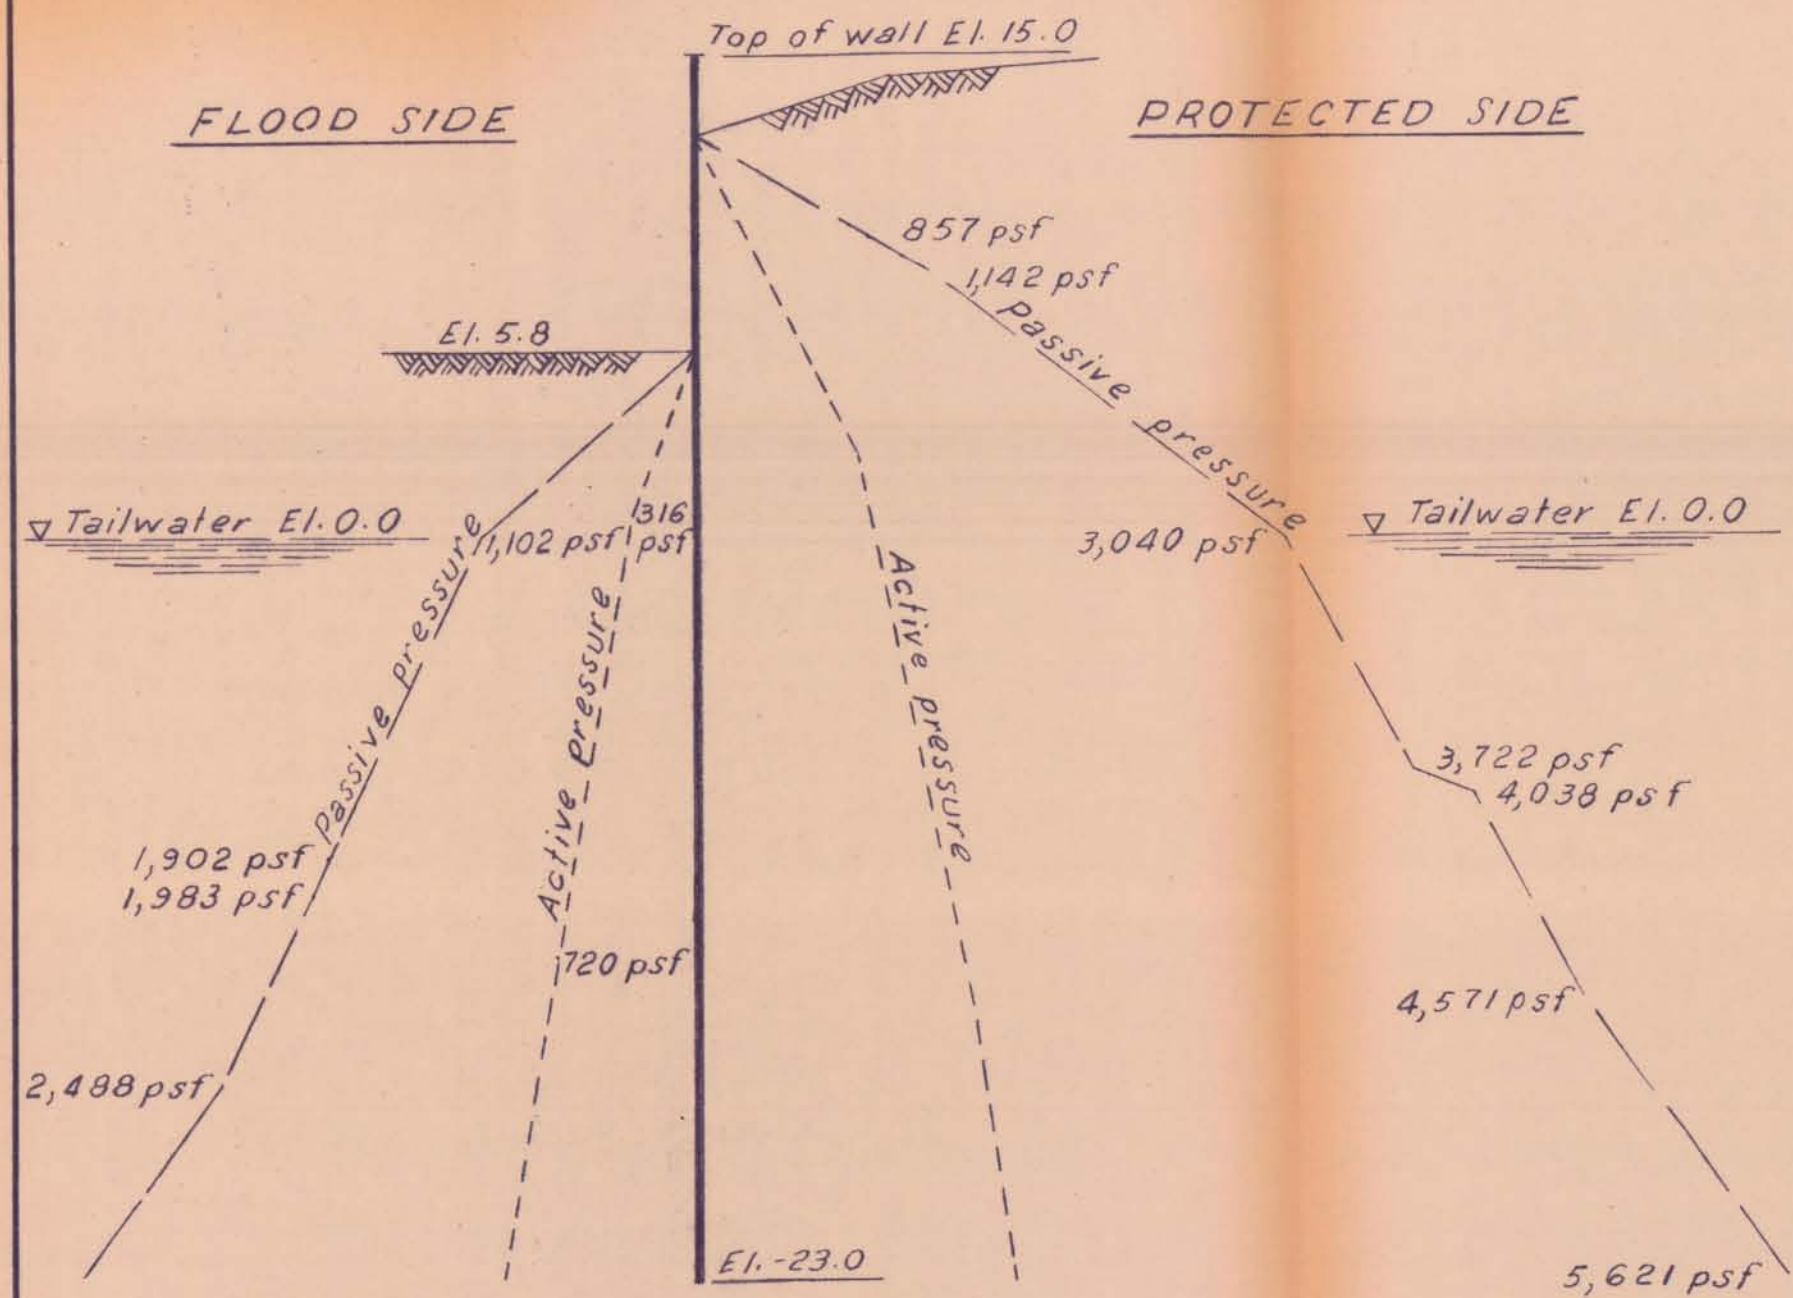 Top of wall El. 15.0
FLOOD SIDE
PROTECTED SIDE
857 psf
1,142 psf
Passive pressure
El. 5.8
Tailwater El. 0.0
1,102 psf
316
psf
3,040 psf
Tailwater El. 0.0
Passive pressure
Active pressure
Active pressure
3,722 psf
4,038 psf
1,902 psf
1,983 psf
720 psf
4,571 psf
2,488 psf
El. -23.0
5,621 psf